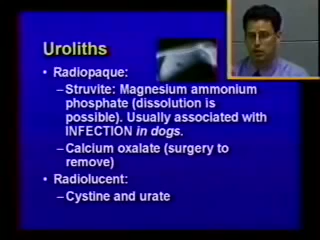 Uroliths
• Radiopaque:
–Struvite: Magnesium ammonium
phosphate (dissolution is
possible). Usually associated with
INFECTION in dogs.
–Calcium oxalate (surgery to
remove)
• Radiolucent:
–Cystine and urate